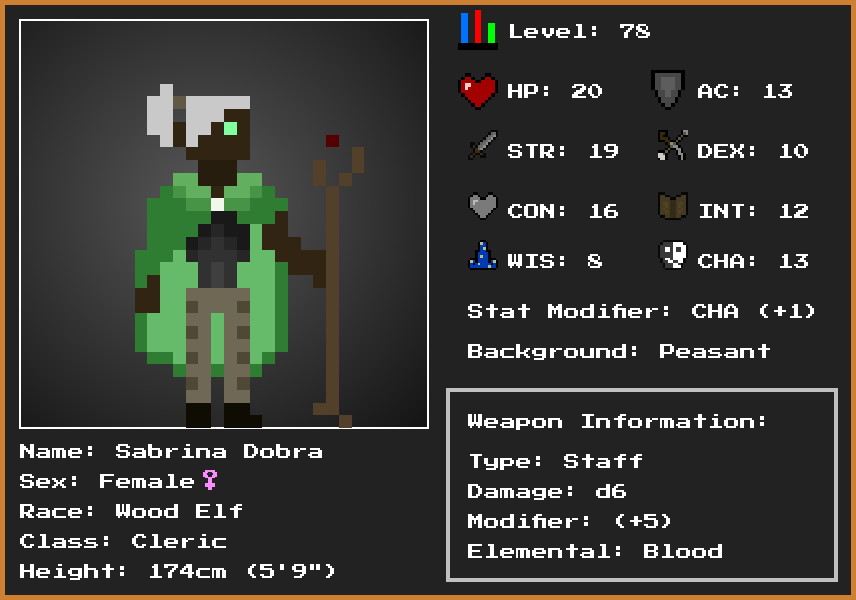 Level: 78
HP: 20
AC: 13
STR: 19
DEX: 10
CON: 16
INT: 12
WIS: 8
CHA: 13
Stat Modifier: CHA (+1)
Background: Peasant
Weapon Information:
Type: Staff
Damage: d6
Modifier: (+5)
Elemental: Blood
Name: Sabrina Dobra
Sex: Female♀
Race: Wood Elf
Class: Cleric
Height: 174cm (5'9")